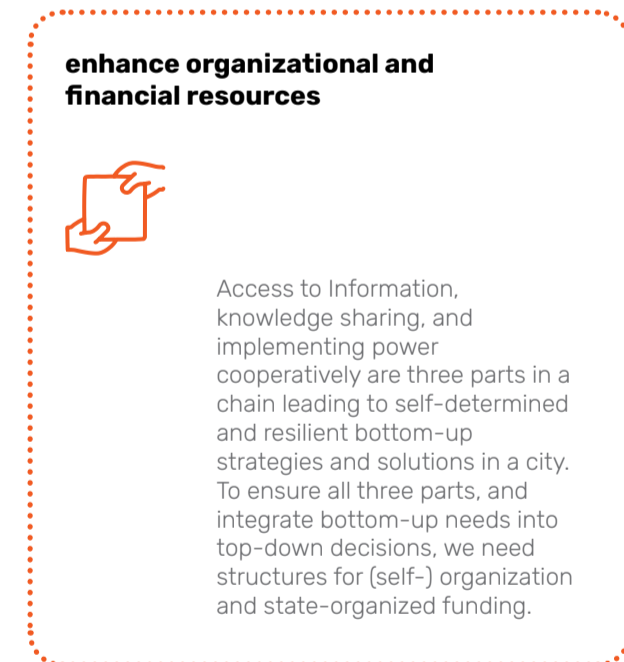 enhance organizational and
financial resources
Access to Information,
knowledge sharing, and
implementing power
cooperatively are three parts in a
chain leading to self-determined
and resilient bottom-up
strategies and solutions in a city.
To ensure all three parts, and
integrate bottom-up needs into
top-down decisions, we need
structures for (self-) organization
and state-organized funding.